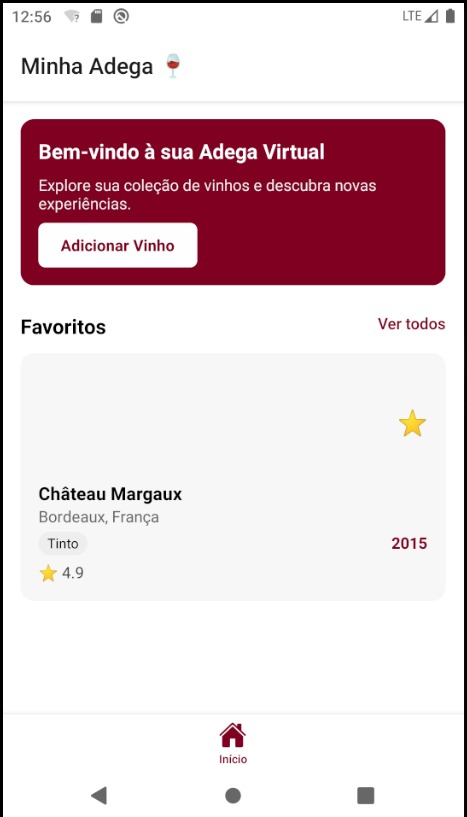 12:56
LTE
Minha Adega
Bem-vindo à sua Adega Virtual
Explore sua coleção de vinhos e descubra novas
experiências.
Adicionar Vinho
Favoritos
Ver todos
Château Margaux
Bordeaux, França
Tinto
2015
4.9
Início